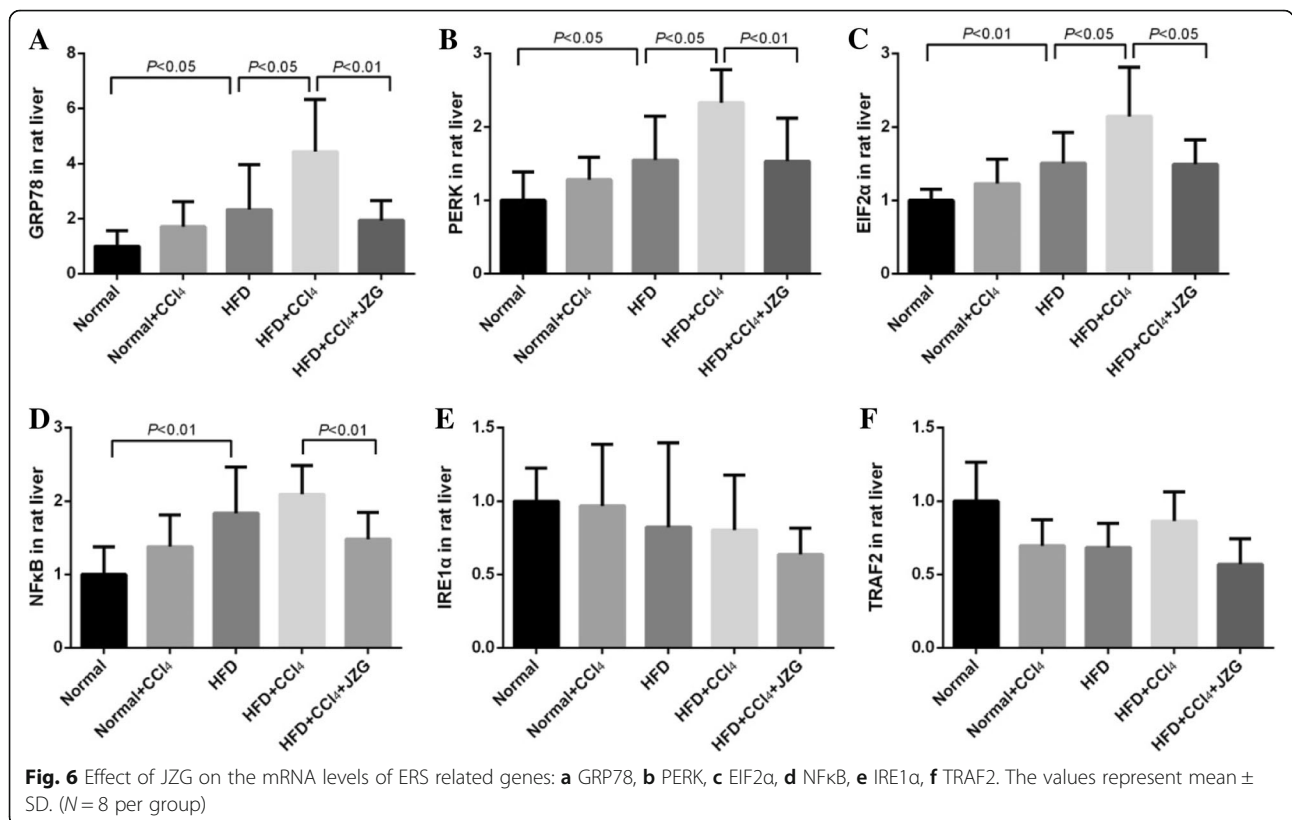 A
GRP78 in rat liver
8
6
4
2
0
P<0.05
P<0.05
P<0.01
Normal
Normal+CCl₄
HFD
HFD+CCl₄
HFD+CCl₄+JZG
B
PERK in rat liver
3
2
1
0
P<0.05
P<0.05
P<0.01
Normal
Normal+CCl₄
HFD
HFD+CCl₄
HFD+CCl₄+JZG
C
EIF2α in rat liver
3
2
1
0
P<0.01
P<0.05
P<0.05
Normal
Normal+CCl₄
HFD
HFD+CCl₄
HFD+CCl₄+JZG
D
NFκB in rat liver
3
2
1
0
P<0.01
P<0.01
Normal
Normal+CCl₄
HFD
HFD+CCl₄
HFD+CCl₄+JZG
E
IRE1α in rat liver
1.5
1.0
0.5
0.0
Normal
Normal+CCl₄
HFD
HFD+CCl₄
HFD+CCl₄+JZG
F
TRAF2 in rat liver
1.5
1.0
0.5
0.0
Normal
Normal+CCl₄
HFD
HFD+CCl₄
HFD+CCl₄+JZG
Fig. 6 Effect of JZG on the mRNA levels of ERS related genes: a GRP78, b PERK, c EIF2α, d NFκB, e IRE1α, f TRAF2. The values represent mean ±
SD. (N = 8 per group)